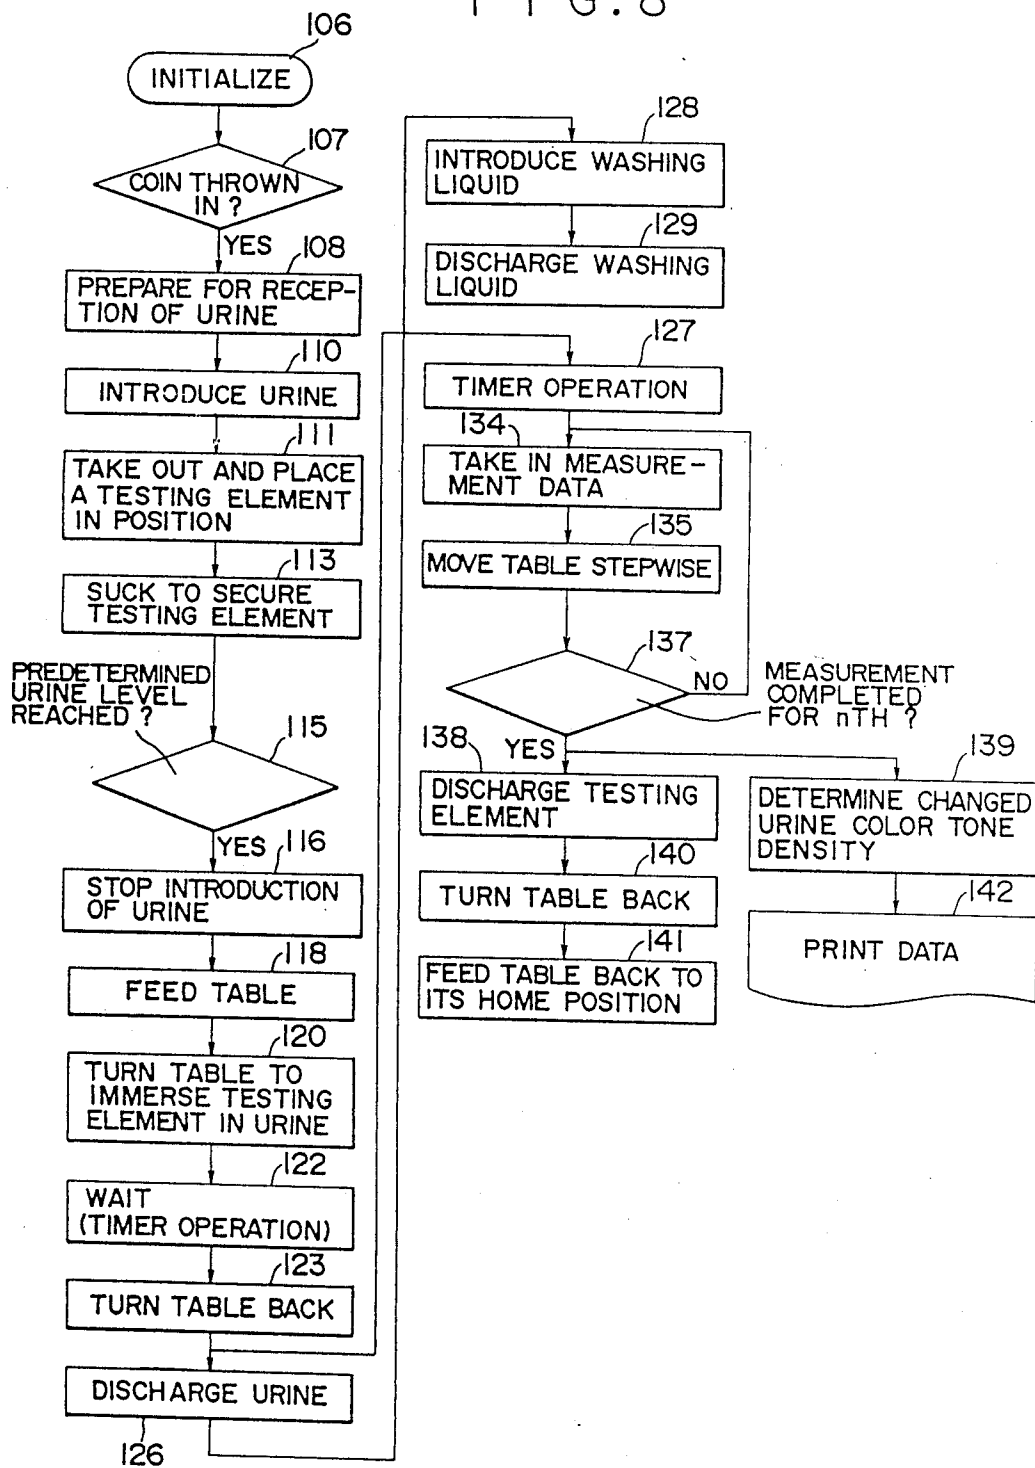 FIG.8
106
INITIALIZE
107
COIN THROWN
IN ?
YES
108
PREPARE FOR RECEP-
TION OF URINE
110
INTRODUCE URINE
111
TAKE OUT AND PLACE
A TESTING ELEMENT
IN POSITION
113
SUCK TO SECURE
TESTING ELEMENT
PREDETERMINED
URINE LEVEL
REACHED ?
115
YES
116
STOP INTRODUCTION
OF URINE
118
FEED TABLE
120
TURN TABLE TO
IMMERSE TESTING
ELEMENT IN URINE
122
WAIT
(TIMER OPERATION)
123
TURN TABLE BACK
DISCHARGE URINE
126
128
INTRODUCE WASHING
LIQUID
129
DISCHARGE WASHING
LIQUID
127
TIMER OPERATION
134
TAKE IN MEASURE-
MENT DATA
135
MOVE TABLE STEPWISE
137
NO
MEASUREMENT
COMPLETED
FOR nTH ?
YES
138
DISCHARGE TESTING
ELEMENT
139
DETERMINE CHANGED
URINE COLOR TONE
DENSITY
140
TURN TABLE BACK
142
PRINT DATA
141
FEED TABLE BACK TO
ITS HOME POSITION